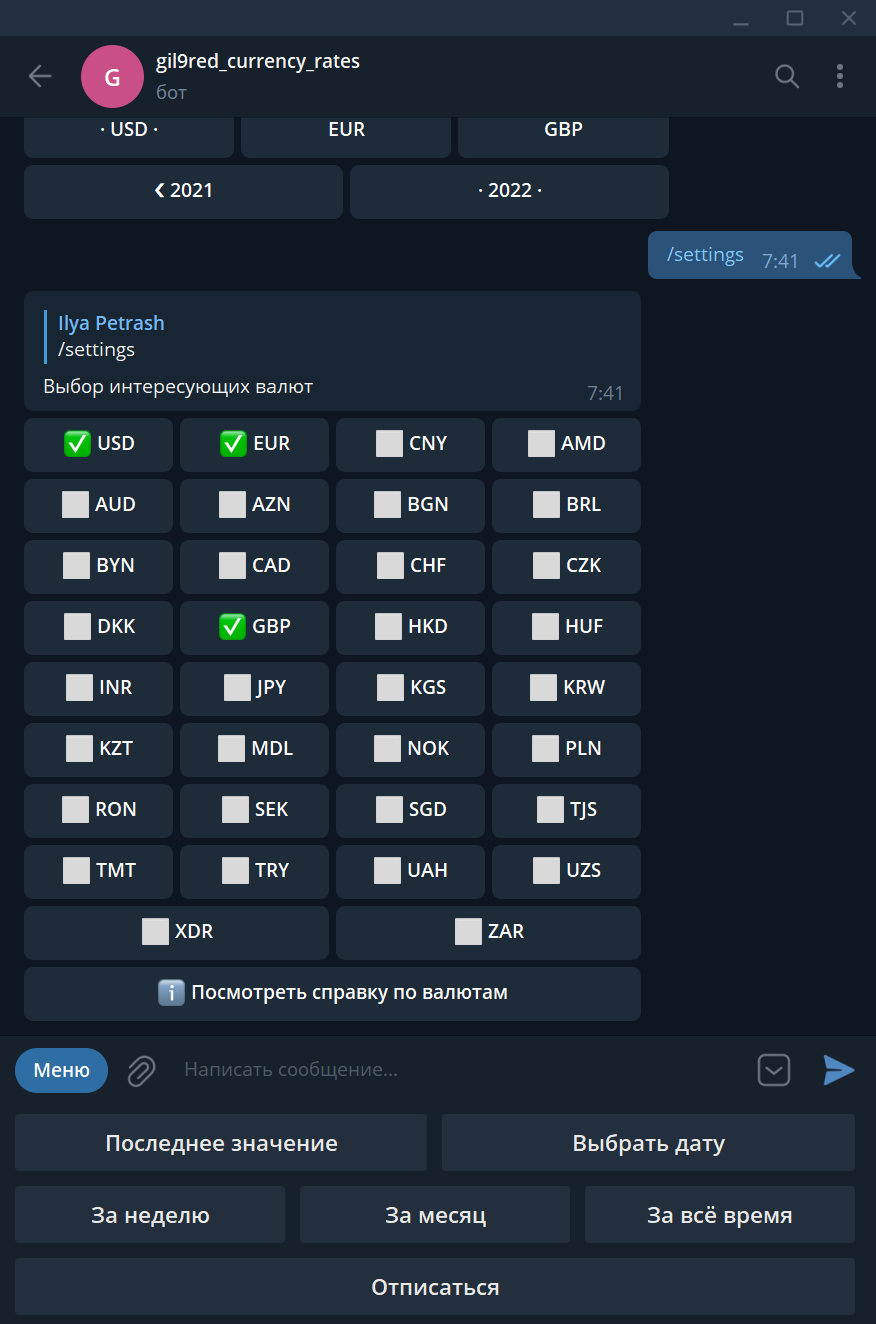 gil9red_currency_rates
G
бот
· USD ·
EUR
GBP
‹ 2021
· 2022 ·
/settings 7:41
Ilya Petrash
/settings
Выбор интересующих валют
7:41
USD
EUR
CNY
AMD
AUD
AZN
BGN
BRL
BYN
CAD
CHF
CZK
DKK
GBP
HKD
HUF
INR
JPY
KGS
KRW
KZT
MDL
NOK
PLN
RON
SEK
SGD
TJS
TMT
TRY
UAH
UZS
XDR
ZAR
Посмотреть справку по валютам
Меню
Написать сообщение...
Последнее значение
Выбрать дату
За неделю
За месяц
За всё время
Отписаться